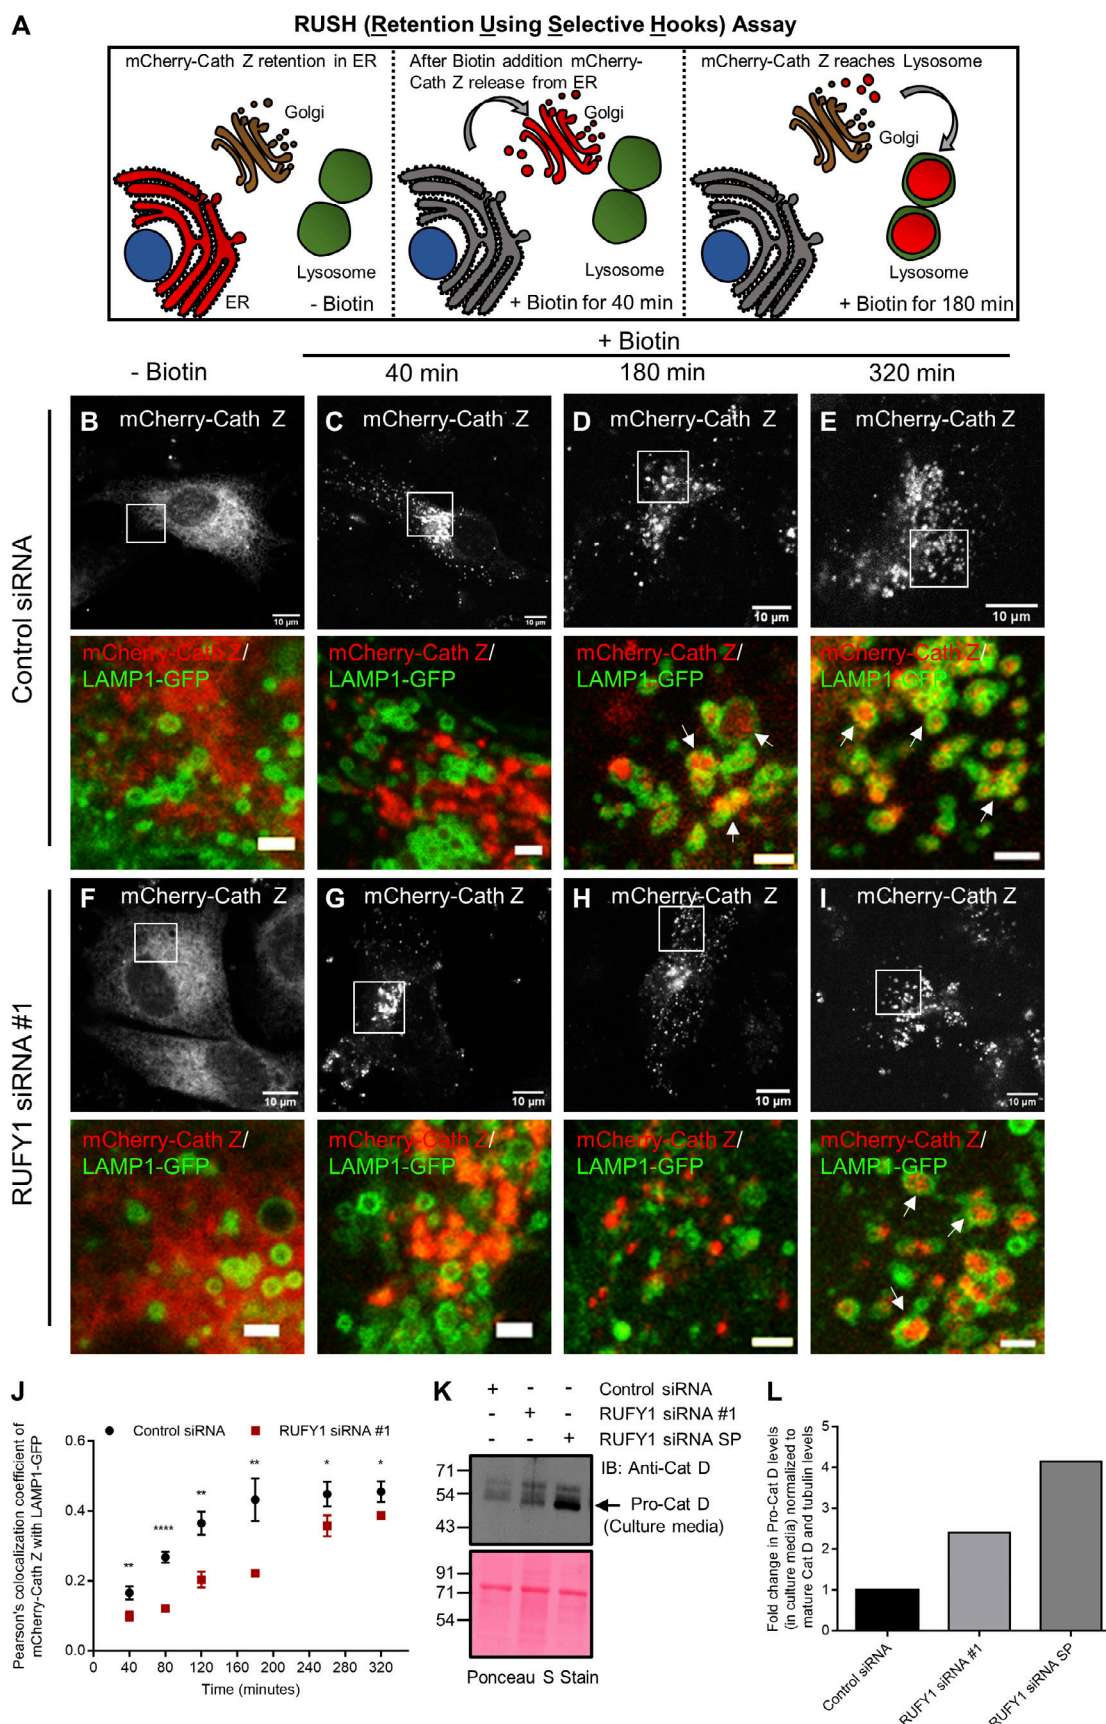 A
RUSH (Retention Using Selective Hooks) Assay
mCherry-Cath Z retention in ER
Golgi
Lysosome
ER
- Biotin
After Biotin addition mCherry-
Cath Z release from ER
Golgi
Lysosome
+ Biotin for 40 min
mCherry-Cath Z reaches Lysosome
Golgi
Lysosome
+ Biotin for 180 min
+ Biotin
- Biotin
40 min
180 min
320 min
Control siRNA
B mCherry-Cath Z
10 µm
C mCherry-Cath Z
10 µm
D mCherry-Cath Z
10 µm
E mCherry-Cath Z
10 µm
mCherry-Cath Z/
LAMP1-GFP
mCherry-Cath Z/
LAMP1-GFP
mCherry-Cath Z/
LAMP1-GFP
mCherry-Cath Z/
LAMP1-GFP
RUFY1 siRNA #1
F mCherry-Cath Z
10 µm
G mCherry-Cath Z
10 µm
H mCherry-Cath Z
10 µm
I mCherry-Cath Z
10 µm
mCherry-Cath Z/
LAMP1-GFP
mCherry-Cath Z/
LAMP1-GFP
mCherry-Cath Z/
LAMP1-GFP
mCherry-Cath Z/
LAMP1-GFP
J
Pearson's colocalization coefficient of
mCherry-Cath Z with LAMP1-GFP
Control siRNA
RUFY1 siRNA #1
0.6
0.4
0.2
0.0
**
****
**
**
*
*
0 40 80 120 160 200 240 280 320
Time (minutes)
K
+ - - Control siRNA
- + - RUFY1 siRNA #1
- - + RUFY1 siRNA SP
IB: Anti-Cat D
71
54
43
Pro-Cat D
(Culture media)
91
71
54
Ponceau S Stain
L
Fold change in Pro-Cat D levels
(in culture media) normalized to
mature Cat D and tubulin levels
5
4
3
2
1
0
Control siRNA
RUFY1 siRNA #1
RUFY1 siRNA SP